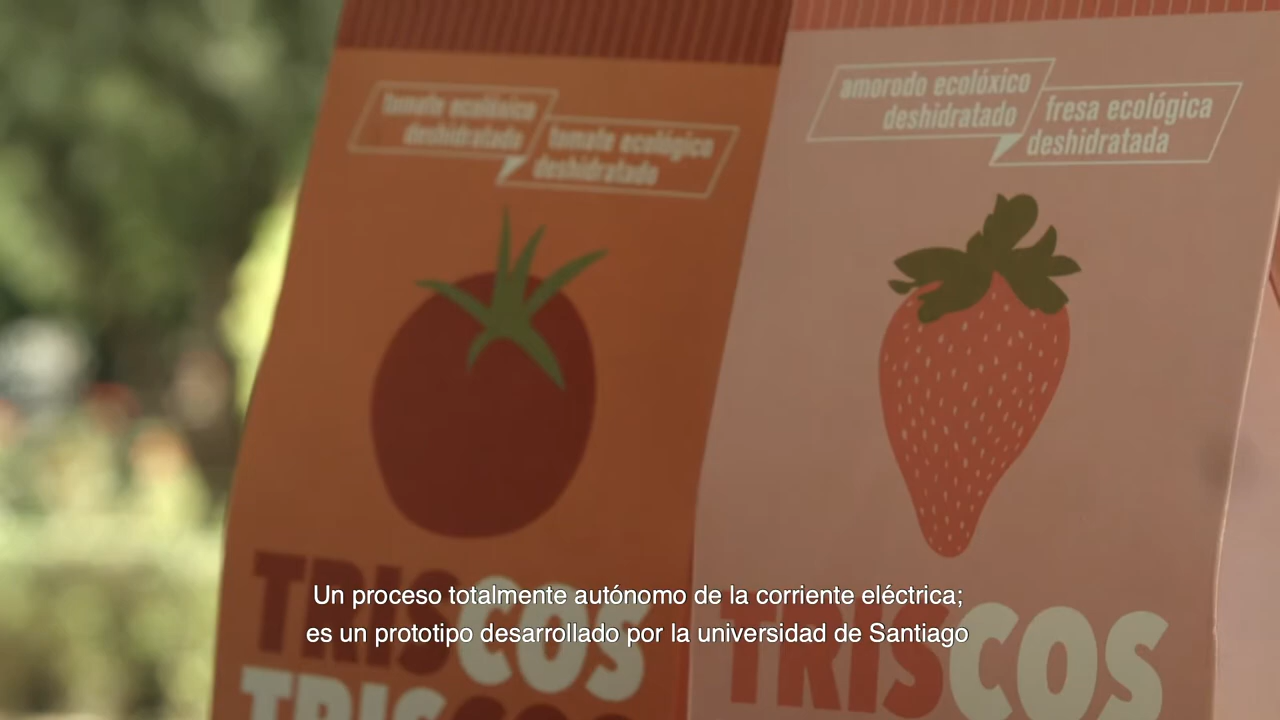 tomate ecolóxico
deshidratado
tomate ecológico
deshidratado
amorodo ecolóxico
deshidratado
fresa ecológica
deshidratada
TRISCOS
TRISCOS
TRISCOS
Un proceso totalmente autónomo de la corriente eléctrica;
es un prototipo desarrollado por la universidad de Santiago